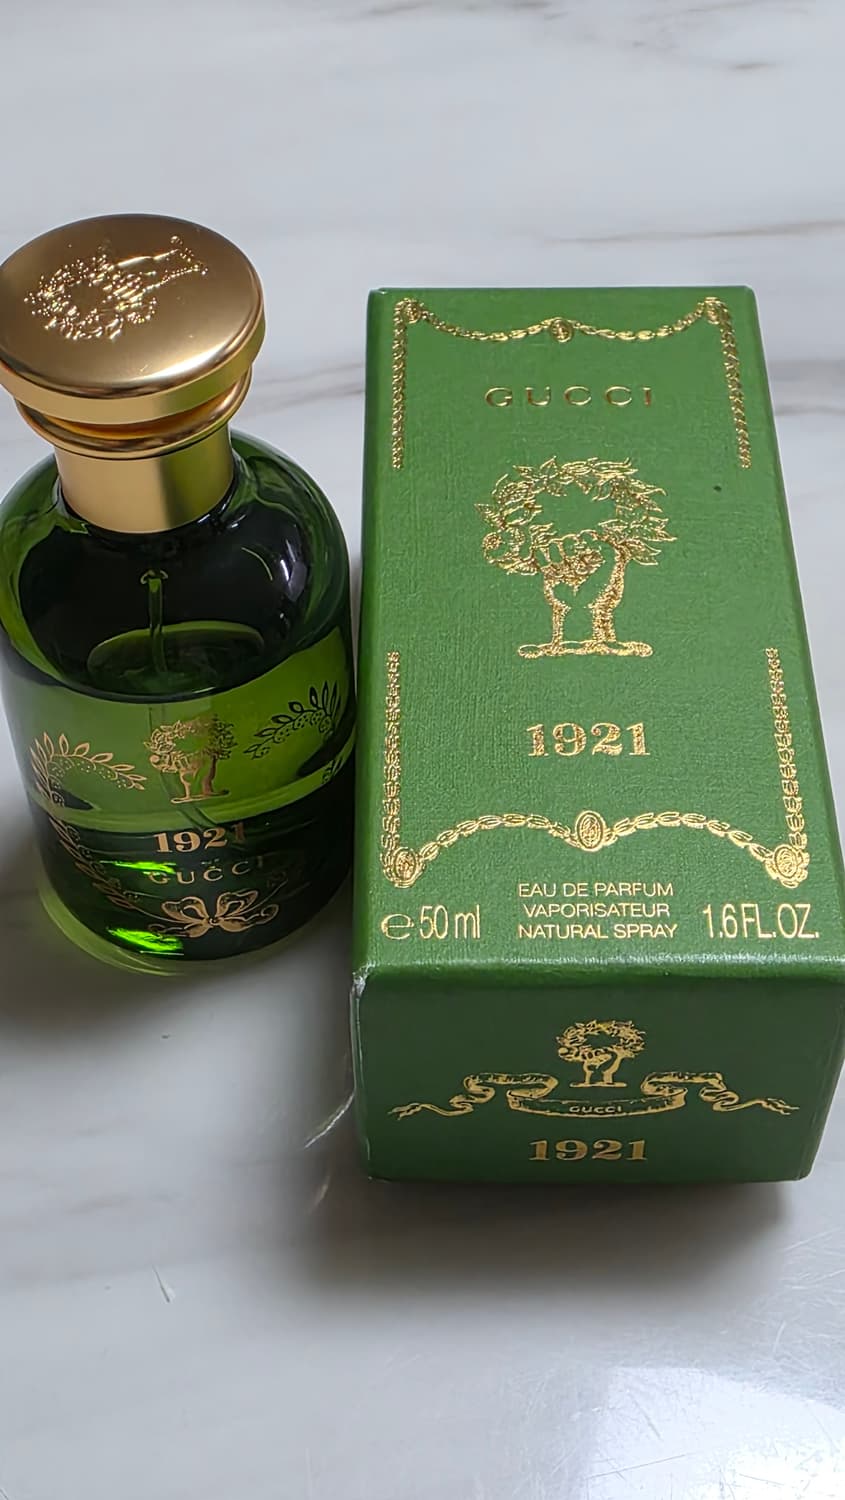 1921
GUCCI
GUCCI
1921
EAU DE PARFUM
VAPORISATEUR
NATURAL SPRAY
℮ 50 ml
1.6 FL.OZ.
GUCCI
1921